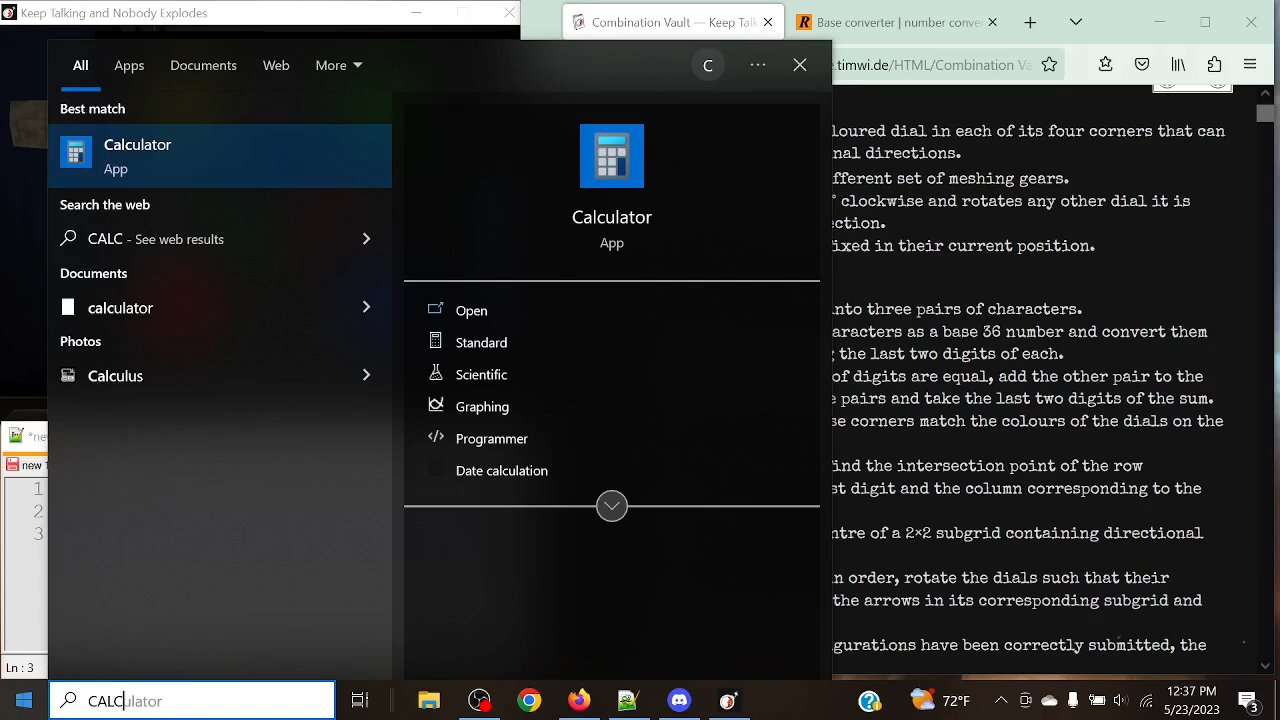 Keep Talking and Nobody Explodes
Combination Vault — Keep Talk
Base converter | number conver
.timwi.de/HTML/Combination Va
All
Apps
Documents
Web
More
C
Best match
Calculator
App
Search the web
CALC - See web results
Documents
calculator
Photos
Calculus
Calculator
App
Open
Standard
Scientific
Graphing
Programmer
Date calculation
loured dial in each of its four corners that can
nal directions.
fferent set of meshing gears.
° clockwise and rotates any other dial it is
ection.
ixed in their current position.
nto three pairs of characters.
aracters as a base 36 number and convert them
g the last two digits of each.
of digits are equal, add the other pair to the
e pairs and take the last two digits of the sum.
se corners match the colours of the dials on the
ind the intersection point of the row
st digit and the column corresponding to the
ntre of a 2×2 subgrid containing directional
der, rotate the dials such that their
the arrows in its corresponding subgrid and
gurations have been correctly submitted, the
*ne
new 1
1
2
3
Ln : 3
CALCulator
72°F
12:37 PM
5/23/2023
3